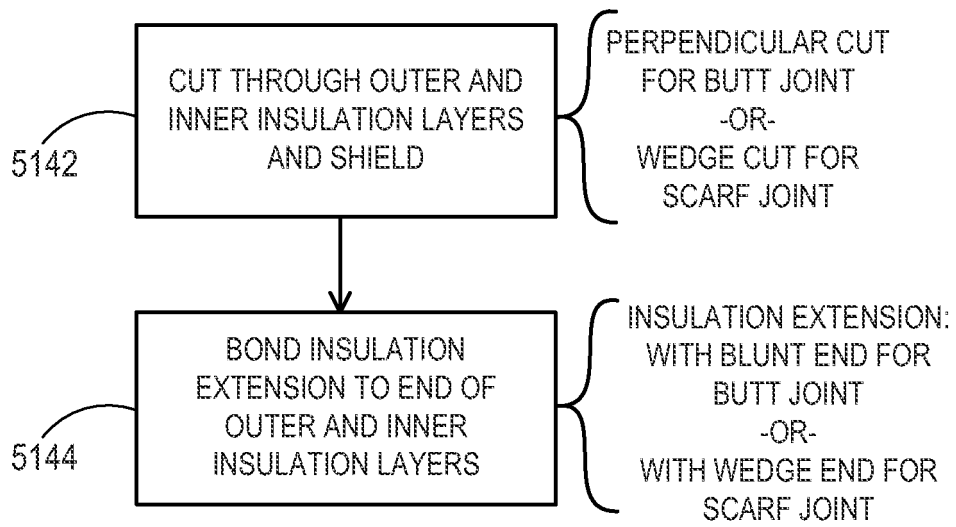 CUT THROUGH OUTER AND
INNER INSULATION LAYERS
AND SHIELD
5142
PERPENDICULAR CUT
FOR BUTT JOINT
-OR-
WEDGE CUT FOR
SCARF JOINT
BOND INSULATION
EXTENSION TO END OF
OUTER AND INNER
INSULATION LAYERS
5144
INSULATION EXTENSION:
WITH BLUNT END FOR
BUTT JOINT
-OR-
WITH WEDGE END FOR
SCARF JOINT